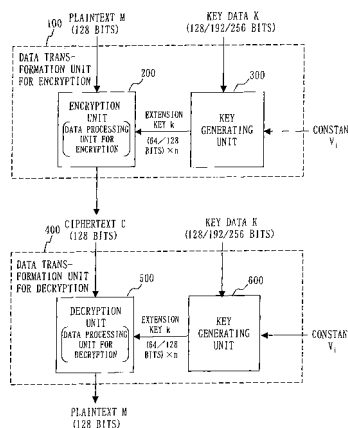 PLAINTEXT M
(128 BITS)
KEY DATA K
(128/192/256 BITS)
100
DATA TRANS-
FORMATION UNIT
FOR ENCRYPTION
200
ENCRYPTION
UNIT
(DATA PROCESSING
UNIT FOR
ENCRYPTION)
EXTENSION
KEY k
(64/128
BITS)×n
300
KEY
GENERATING
UNIT
CONSTAN
Vi
CIPHERTEXT C
(128 BITS)
KEY DATA K
(128/192/256 BITS)
400
DATA TRANS-
FORMATION UNIT
FOR DECRYPTION
500
DECRYPTION
UNIT
(DATA PROCESSING
UNIT FOR
DECRYPTION)
EXTENSION
KEY k
(64/128
BITS)×n
600
KEY
GENERATING
UNIT
CONSTAN
Vi
PLAINTEXT M
(128 BITS)